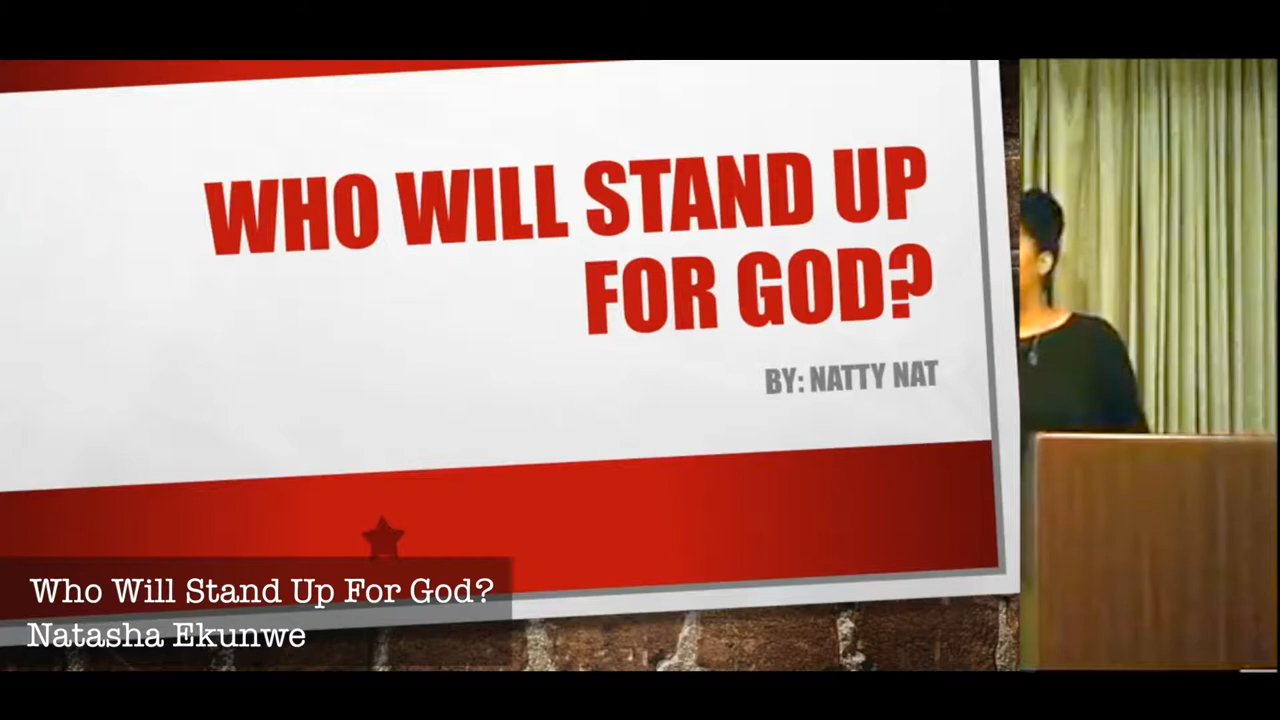 WHO WILL STAND UP
FOR GOD?
BY: NATTY NAT
Who Will Stand Up For God?
Natasha Ekunwe